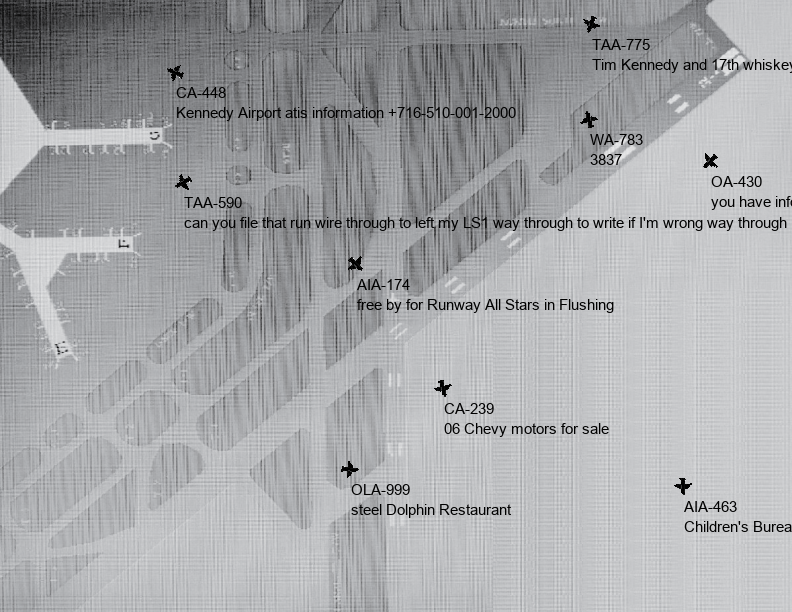 TAA-775
Tim Kennedy and 17th whiskey
CA-448
Kennedy Airport atis information +716-510-001-2000
WA-783
3837
OA-430
you have info
TAA-590
can you file that run wire through to left my LS1 way through to write if I'm wrong way through
AIA-174
free by for Runway All Stars in Flushing
CA-239
06 Chevy motors for sale
OLA-999
steel Dolphin Restaurant
AIA-463
Children's Burea